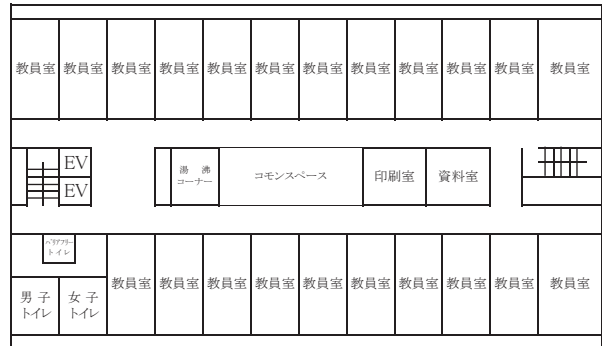 教員室 教員室 教員室 教員室 教員室 教員室 教員室 教員室 教員室 教員室 教員室 教員室
EV
EV
湯 沸
コーナー
コモンスペース
印刷室
資料室
バリアフリー
トイレ
男 子
トイレ
女 子
トイレ
教員室 教員室 教員室 教員室 教員室 教員室 教員室 教員室 教員室 教員室